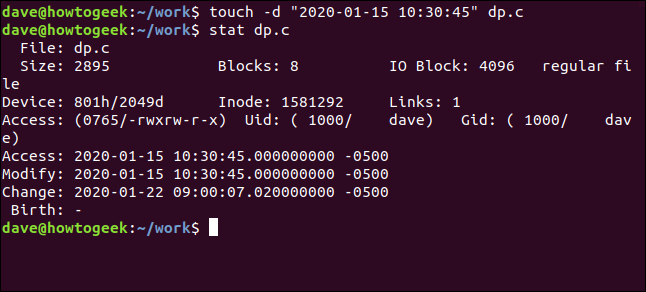 dave@howtogeek:~/work$ touch -d "2020-01-15 10:30:45" dp.c
dave@howtogeek:~/work$ stat dp.c
  File: dp.c
  Size: 2895            Blocks: 8          IO Block: 4096   regular fi
le
Device: 801h/2049d      Inode: 1581292     Links: 1
Access: (0765/-rwxrw-r-x)  Uid: ( 1000/    dave)   Gid: ( 1000/    dav
e)
Access: 2020-01-15 10:30:45.000000000 -0500
Modify: 2020-01-15 10:30:45.000000000 -0500
Change: 2020-01-22 09:00:07.020000000 -0500
 Birth: -
dave@howtogeek:~/work$